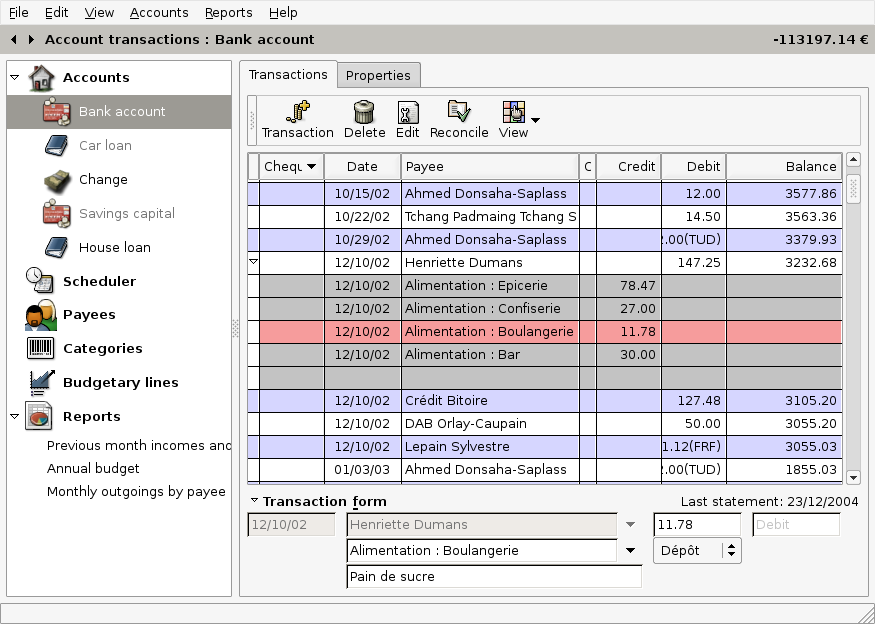 File Edit View Accounts Reports Help
Account transactions : Bank account -113197.14 €
Accounts
Bank account
Car loan
Change
Savings capital
House loan
Scheduler
Payees
Categories
Budgetary lines
Reports
Previous month incomes and
Annual budget
Monthly outgoings by payee
Transactions Properties
Transaction Delete Edit Reconcile View
Chequ Date Payee C Credit Debit Balance
10/15/02 Ahmed Donsaha-Saplass 12.00 3577.86
10/22/02 Tchang Padmaing Tchang S 14.50 3563.36
10/29/02 Ahmed Donsaha-Saplass .00(TUD) 3379.93
12/10/02 Henriette Dumans 147.25 3232.68
12/10/02 Alimentation : Epicerie 78.47
12/10/02 Alimentation : Confiserie 27.00
12/10/02 Alimentation : Boulangerie 11.78
12/10/02 Alimentation : Bar 30.00
12/10/02 Crédit Bitoire 127.48 3105.20
12/10/02 DAB Orlay-Caupain 50.00 3055.20
12/10/02 Lepain Sylvestre 1.12(FRF) 3055.03
01/03/03 Ahmed Donsaha-Saplass .00(TUD) 1855.03
Transaction form Last statement: 23/12/2004
12/10/02 Henriette Dumans 11.78 Debit
Alimentation : Boulangerie Dépôt
Pain de sucre